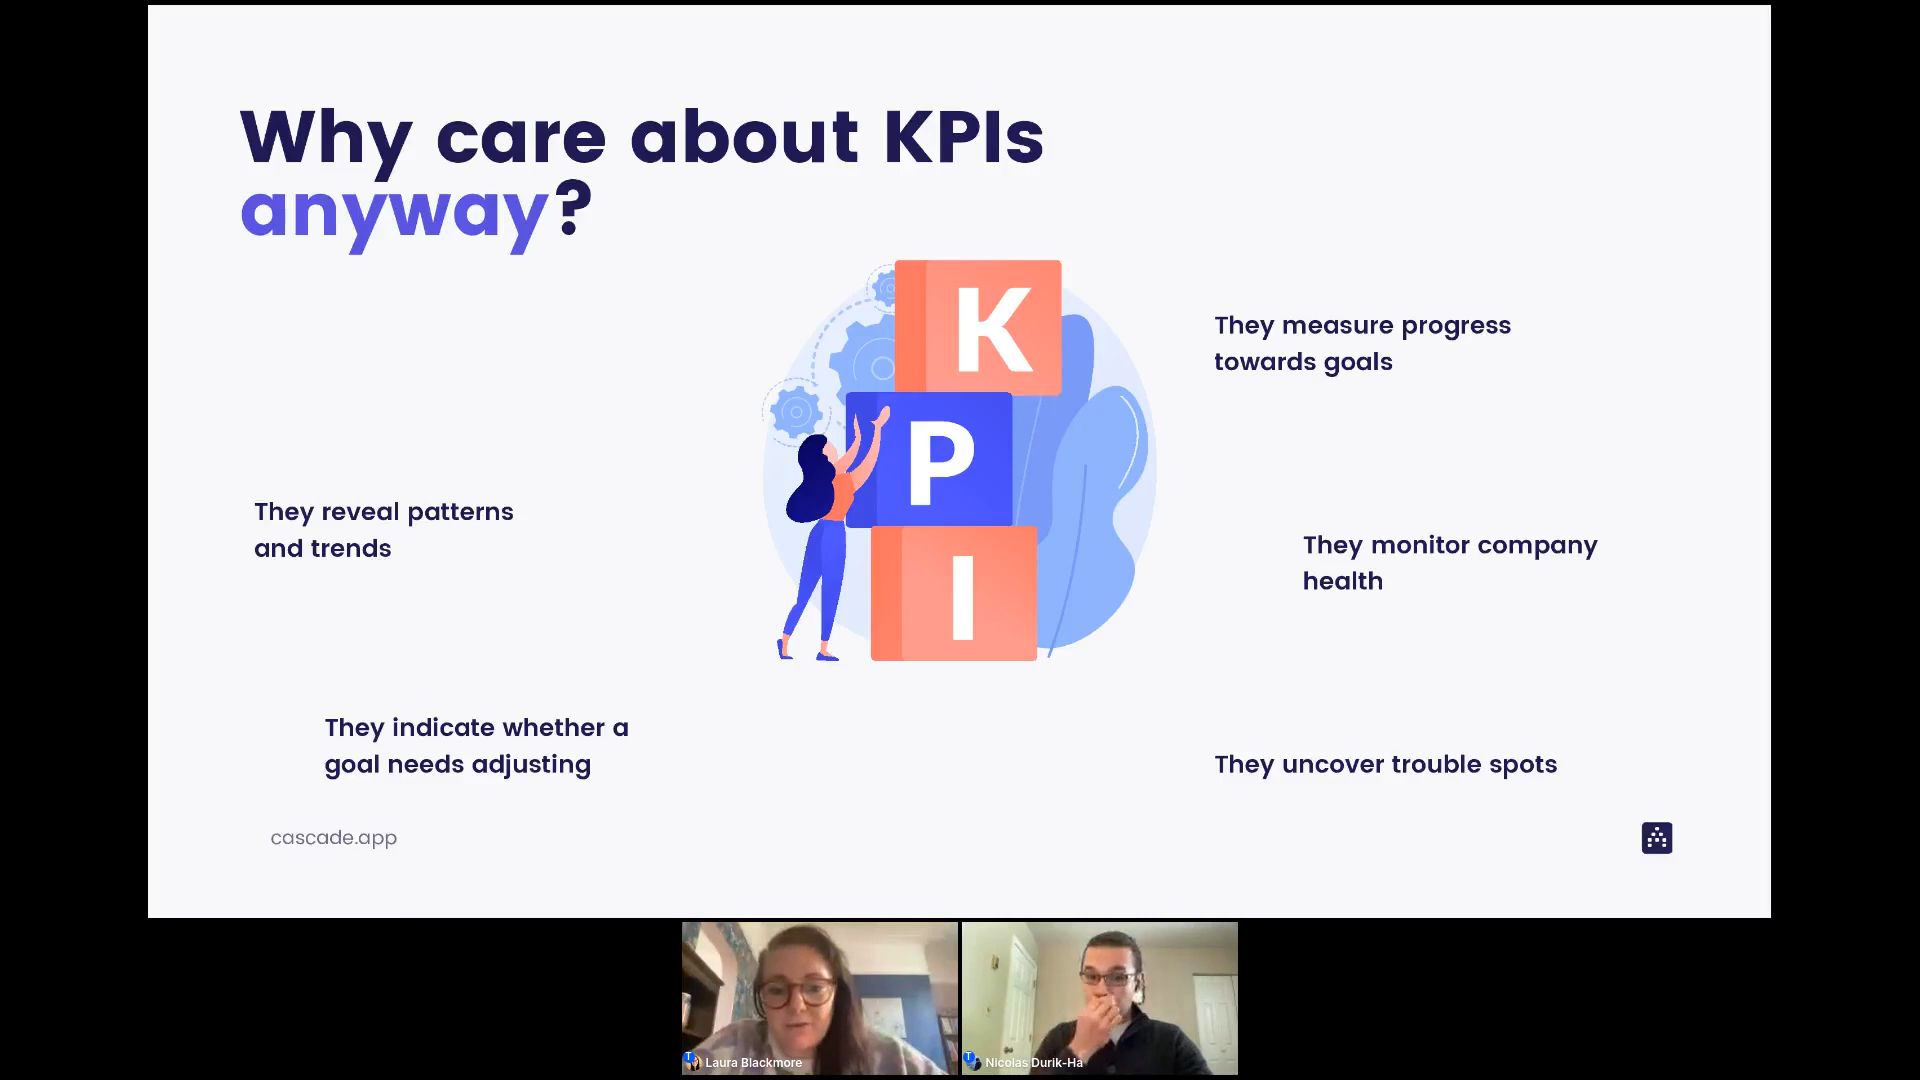 Why care about KPIs
anyway?
K
P
I
They measure progress
towards goals
They reveal patterns
and trends
They monitor company
health
They indicate whether a
goal needs adjusting
They uncover trouble spots
cascade.app
T
Laura Blackmore
T
Nicolas Durik-Ha